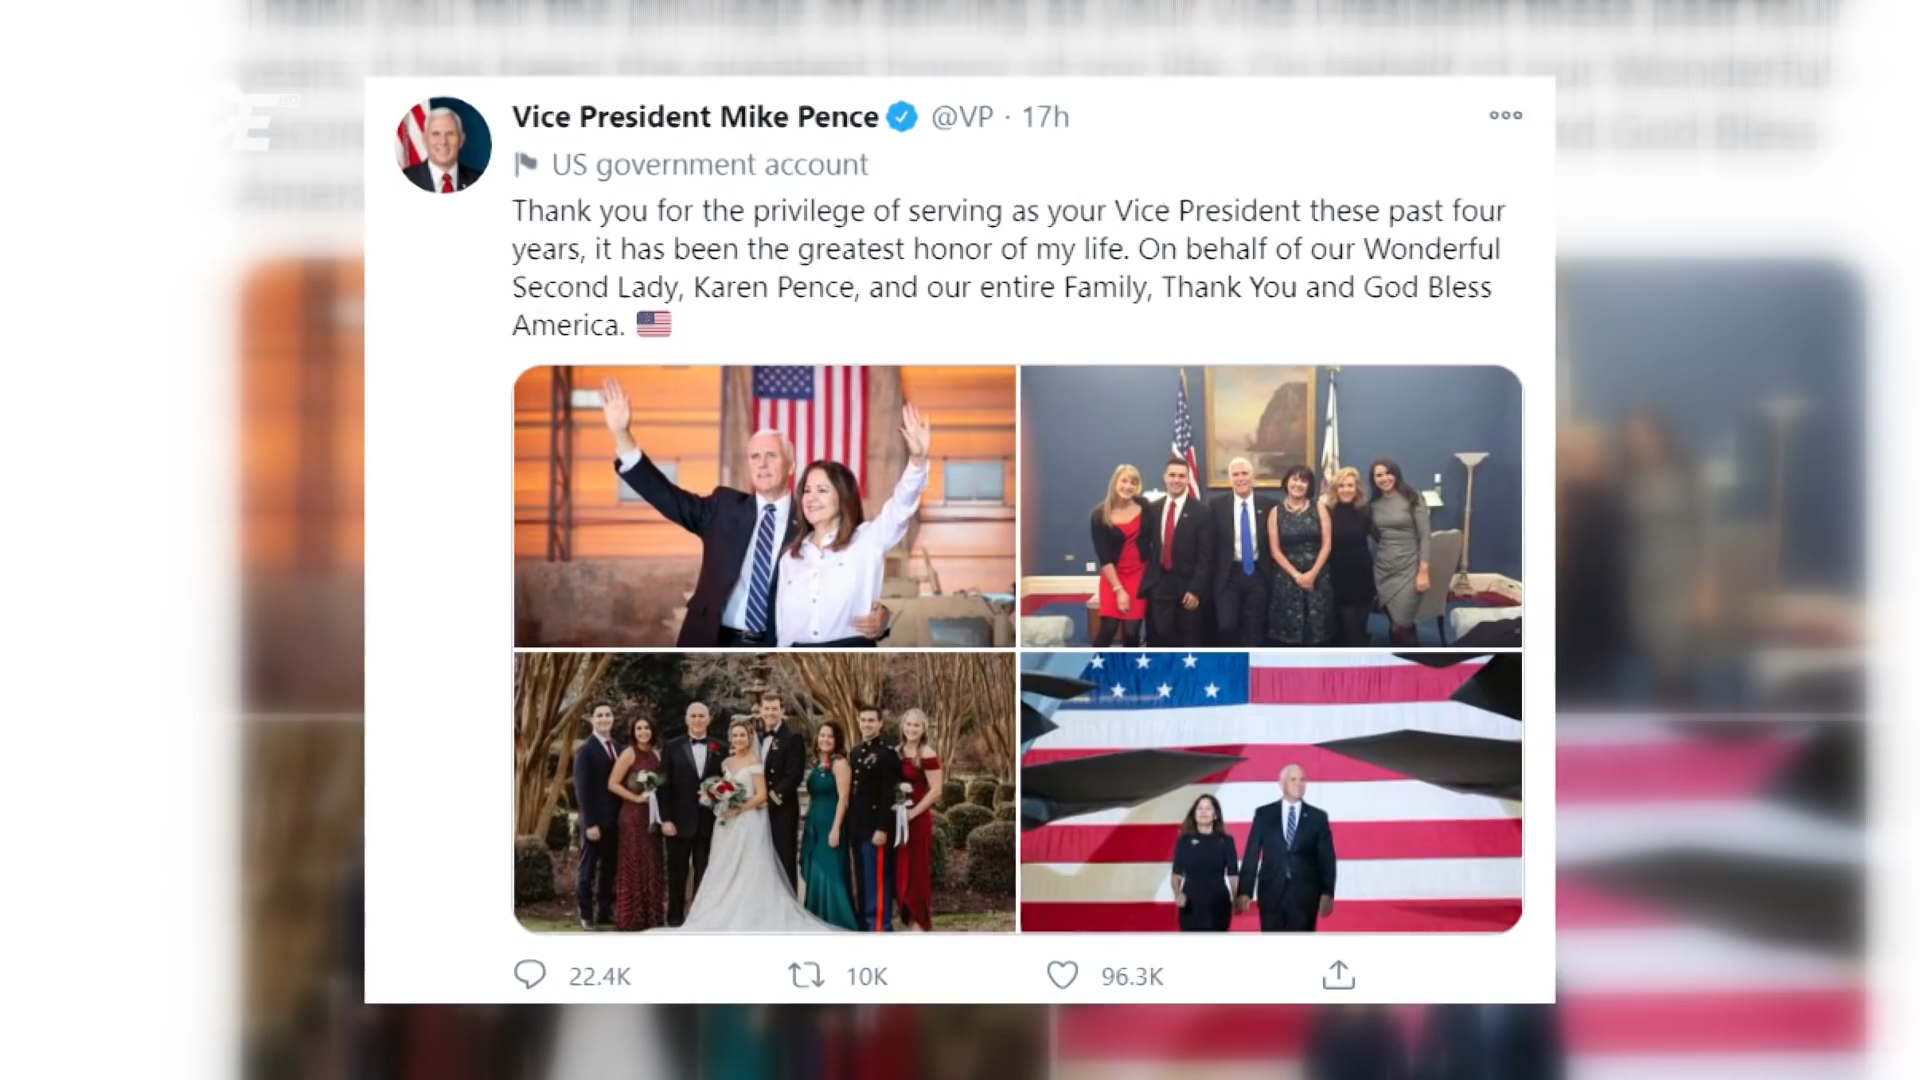 Vice President Mike Pence @VP · 17h
US government account
Thank you for the privilege of serving as your Vice President these past four
years, it has been the greatest honor of my life. On behalf of our Wonderful
Second Lady, Karen Pence, and our entire Family, Thank You and God Bless
America. 🇺🇸
22.4K 10K 96.3K